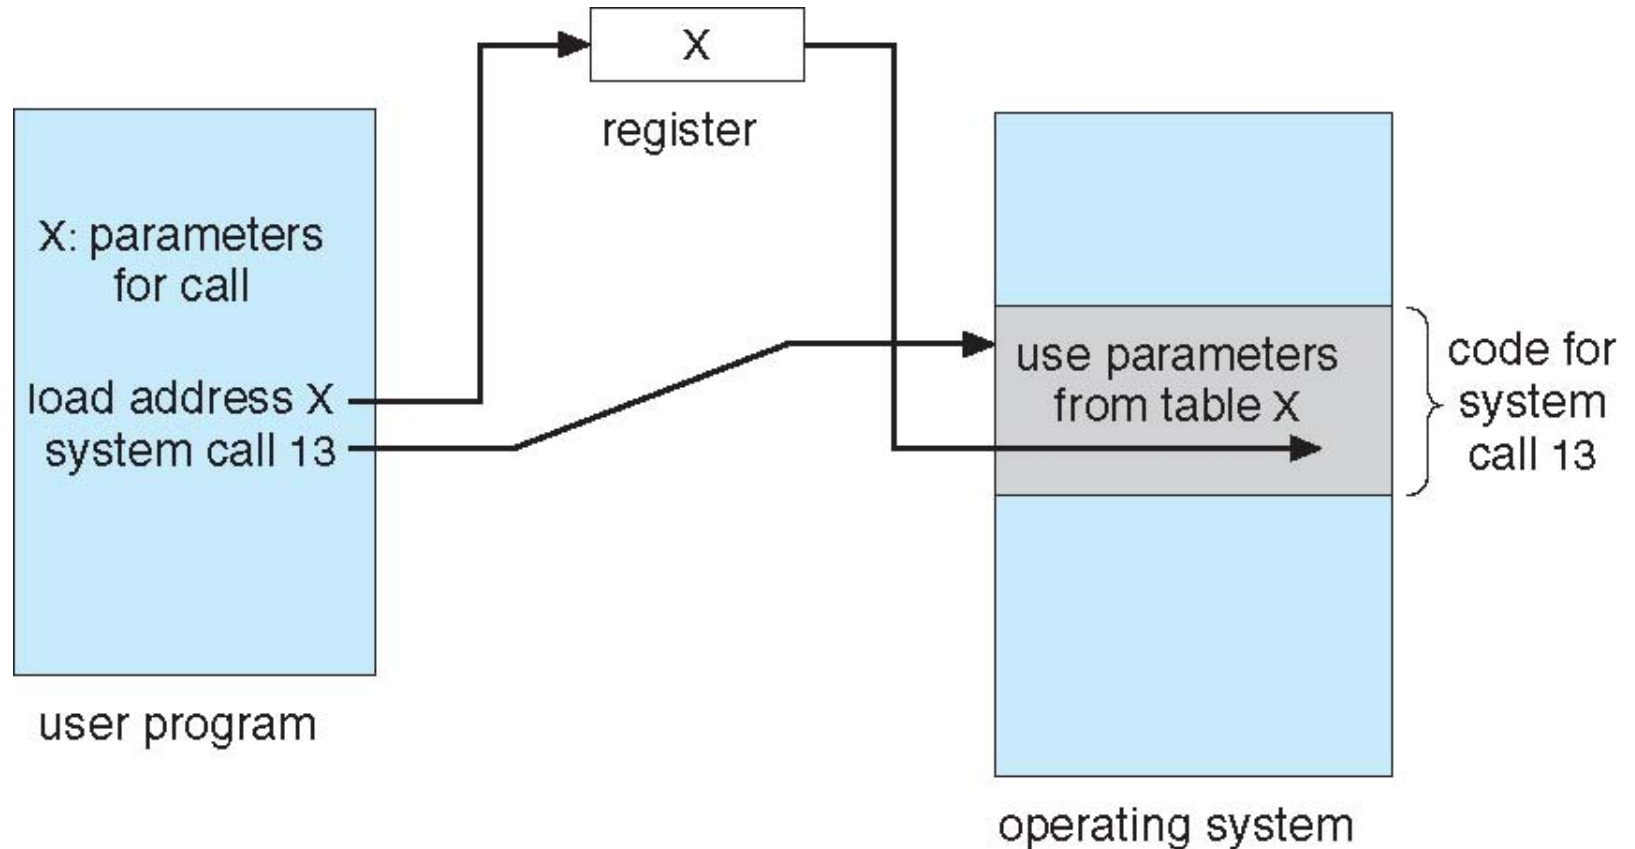 X
register
X: parameters
for call
load address X
system call 13
user program
use parameters
from table X
code for
system
call 13
operating system